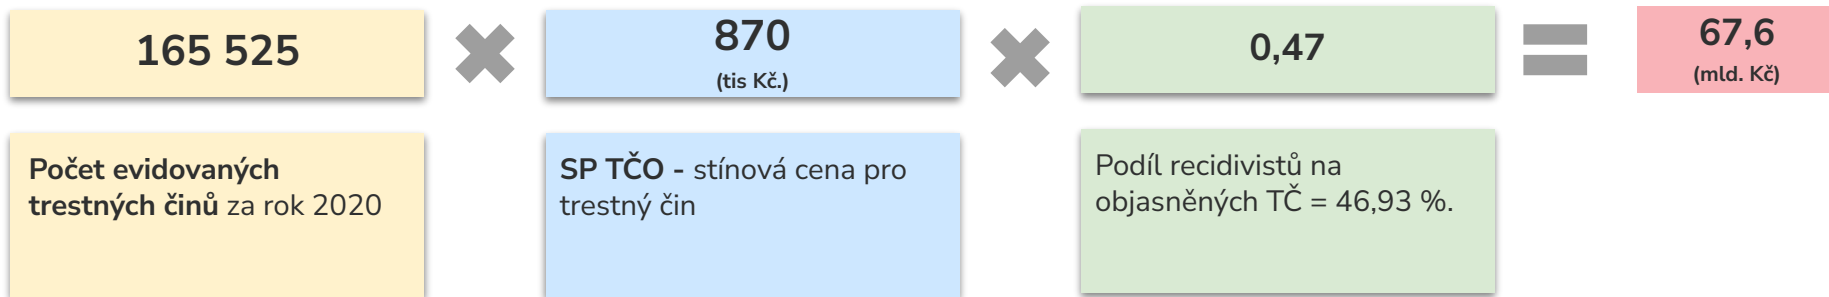 165 525
870
(tis Kč.)
0,47
67,6
(mld. Kč)
Počet evidovaných
trestných činů za rok 2020
SP TČO - stínová cena pro
trestný čin
Podíl recidivistů na
objasněných TČ = 46,93 %.